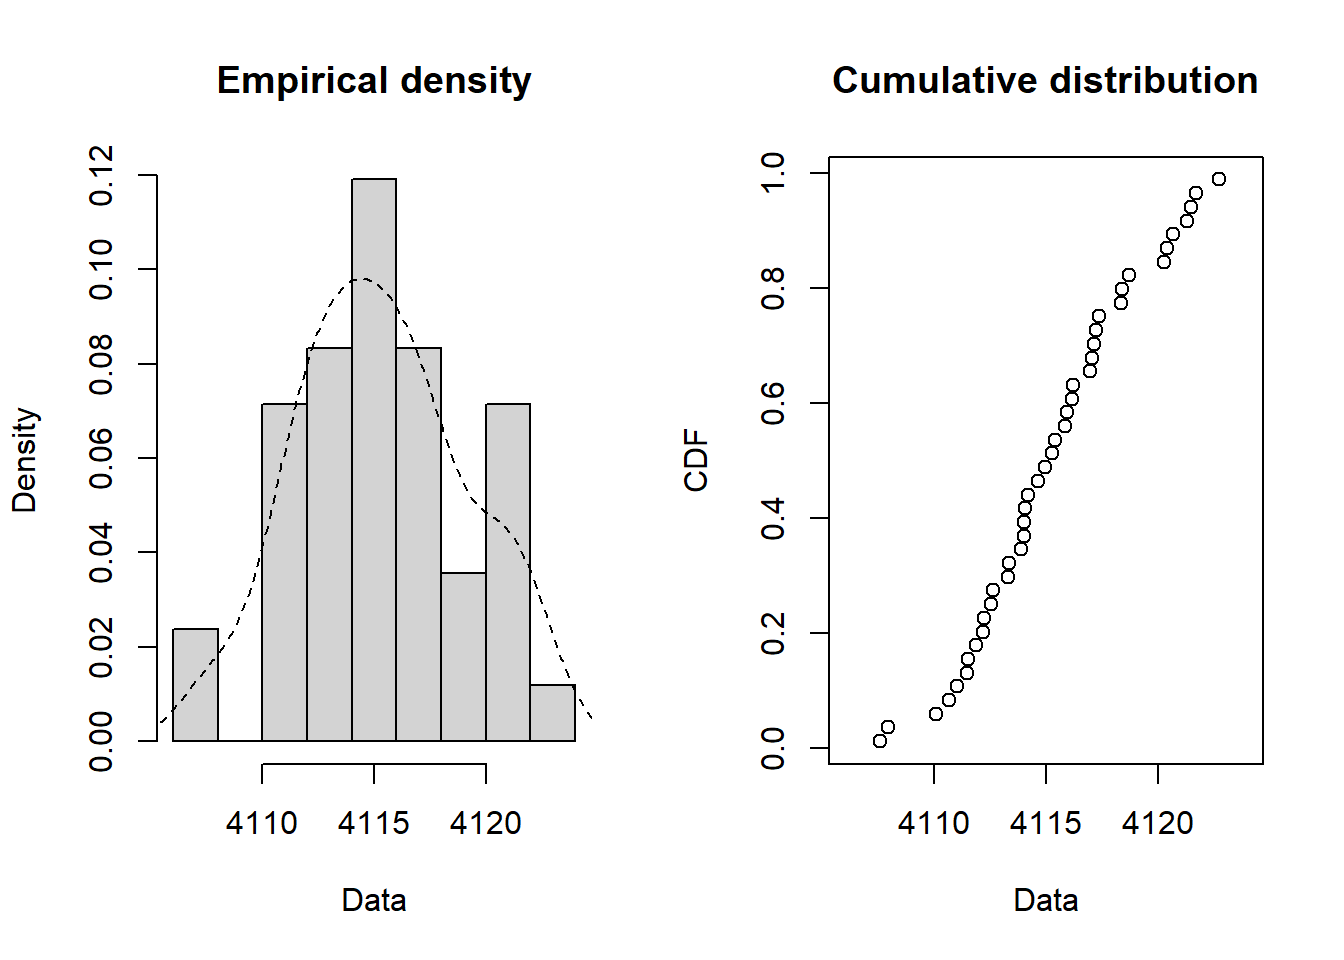 Empirical density
Density
0.00 0.02 0.04 0.06 0.08 0.10 0.12
4110 4115 4120
Data
Cumulative distribution
CDF
0.0 0.2 0.4 0.6 0.8 1.0
4110 4115 4120
Data